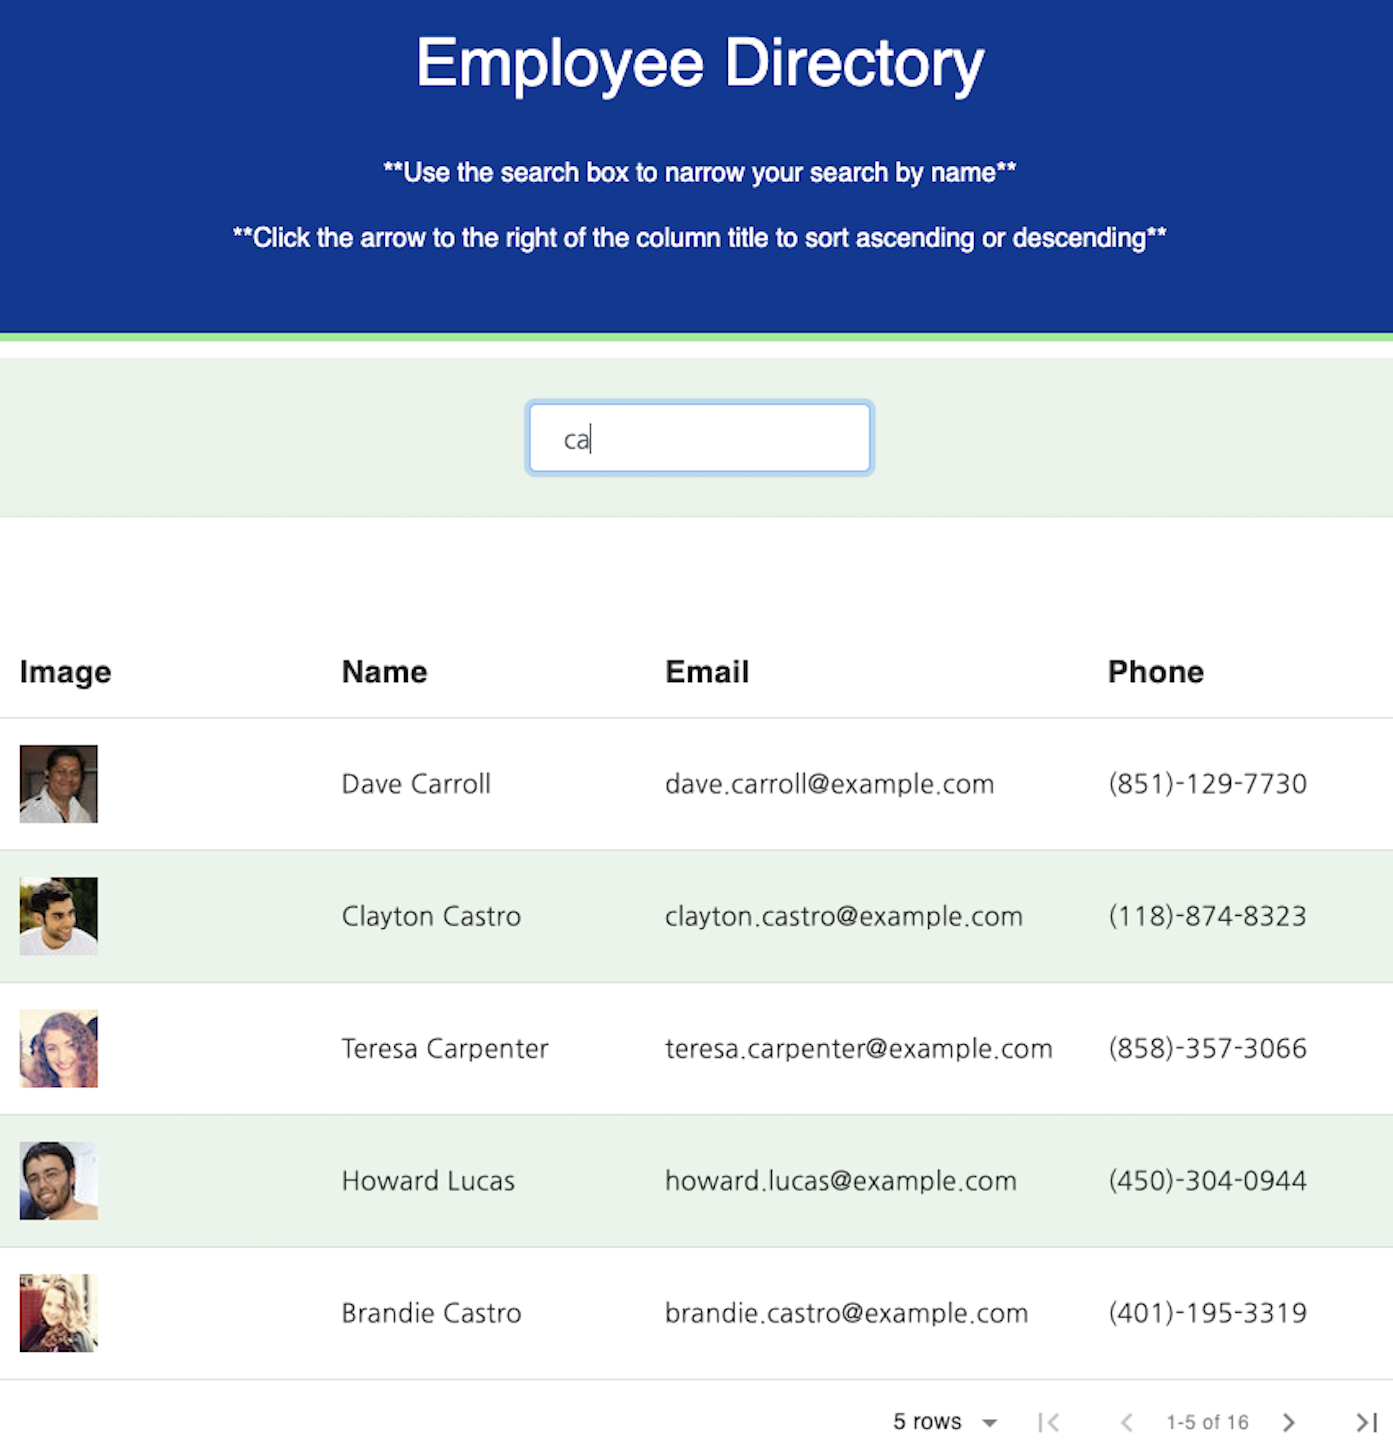 Employee Directory
**Use the search box to narrow your search by name**
**Click the arrow to the right of the column title to sort ascending or descending**
ca
Image Name Email Phone
Dave Carroll dave.carroll@example.com (851)-129-7730
Clayton Castro clayton.castro@example.com (118)-874-8323
Teresa Carpenter teresa.carpenter@example.com (858)-357-3066
Howard Lucas howard.lucas@example.com (450)-304-0944
Brandie Castro brandie.castro@example.com (401)-195-3319
5 rows 1-5 of 16